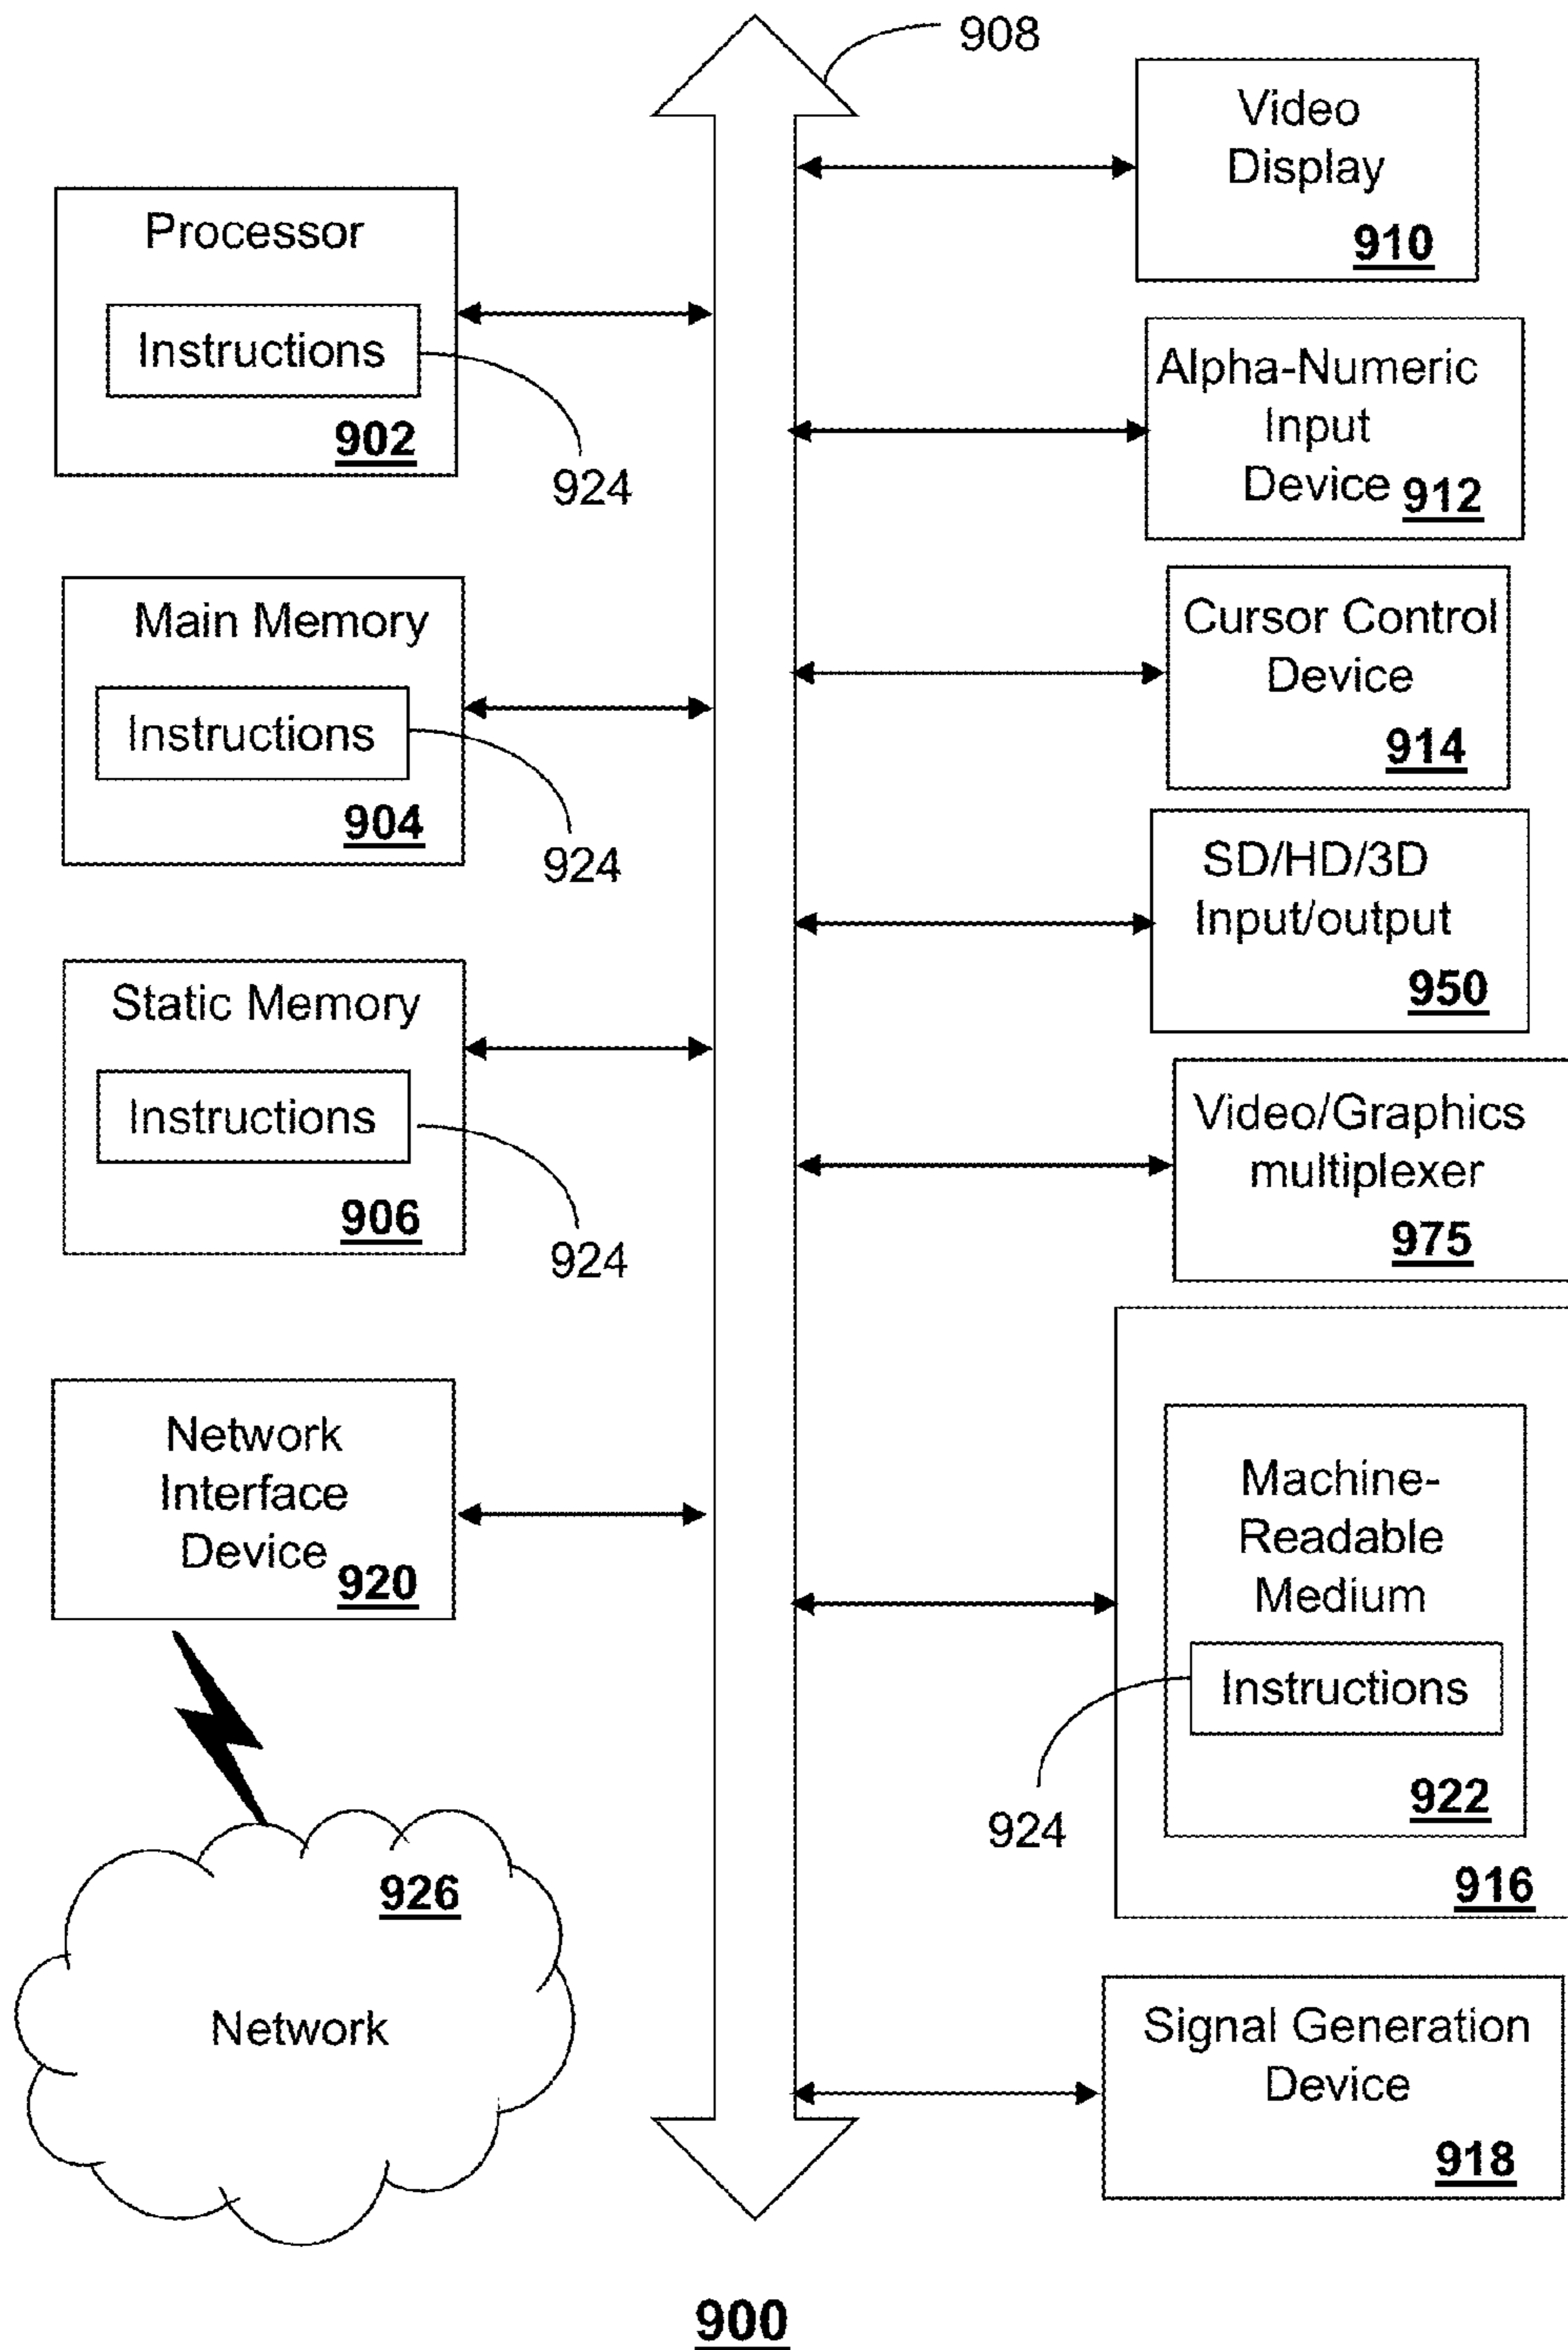 908
Video
Display
910
Processor
Instructions
902
924
Alpha-Numeric
Input
Device 912
Main Memory
Instructions
904
924
Cursor Control
Device
914
SD/HD/3D
Input/output
950
Static Memory
Instructions
906
924
Video/Graphics
multiplexer
975
Network
Interface
Device 920
Machine-
Readable
Medium
Instructions
922
924
916
926
Network
Signal Generation
Device
918
900